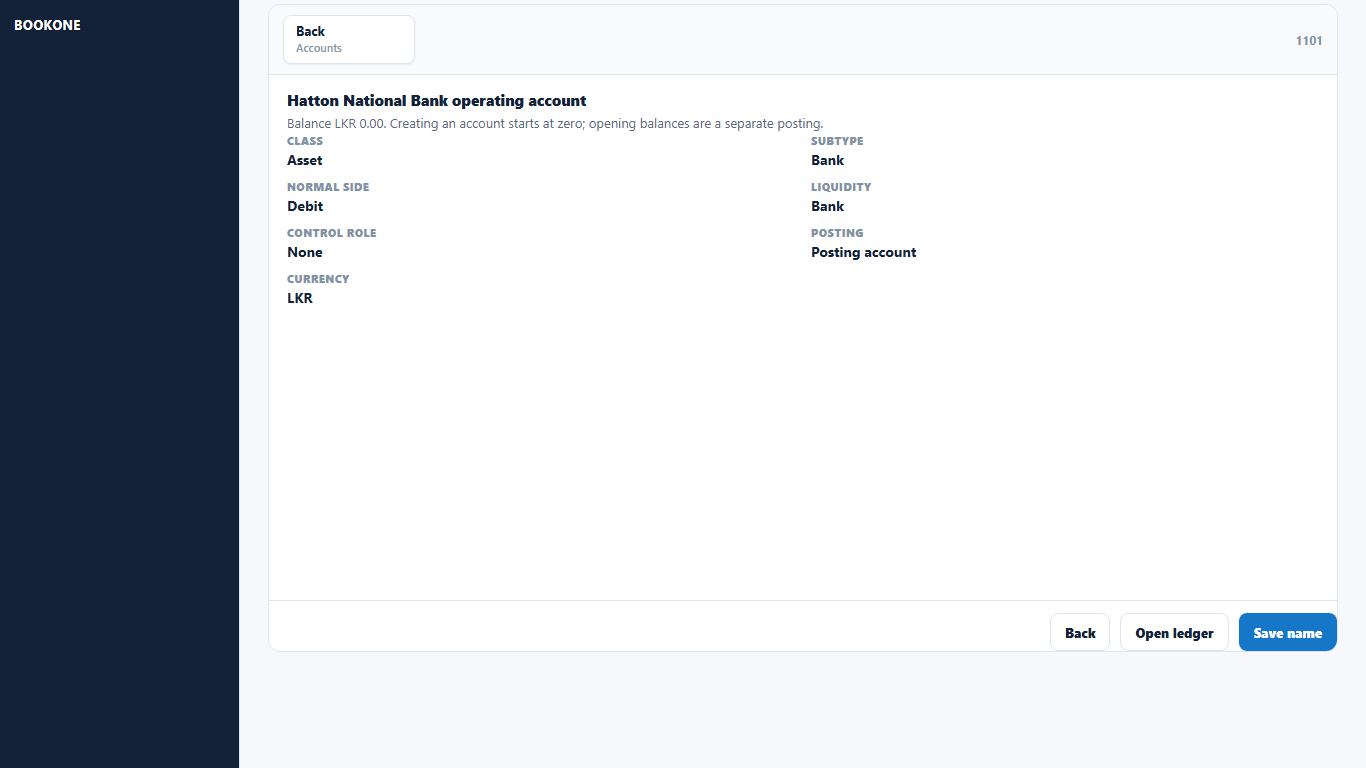 BOOKONE
Back
Accounts
1101
Hatton National Bank operating account
Balance LKR 0.00. Creating an account starts at zero; opening balances are a separate posting.
CLASS
Asset
SUBTYPE
Bank
NORMAL SIDE
Debit
LIQUIDITY
Bank
CONTROL ROLE
None
POSTING
Posting account
CURRENCY
LKR
Back
Open ledger
Save name